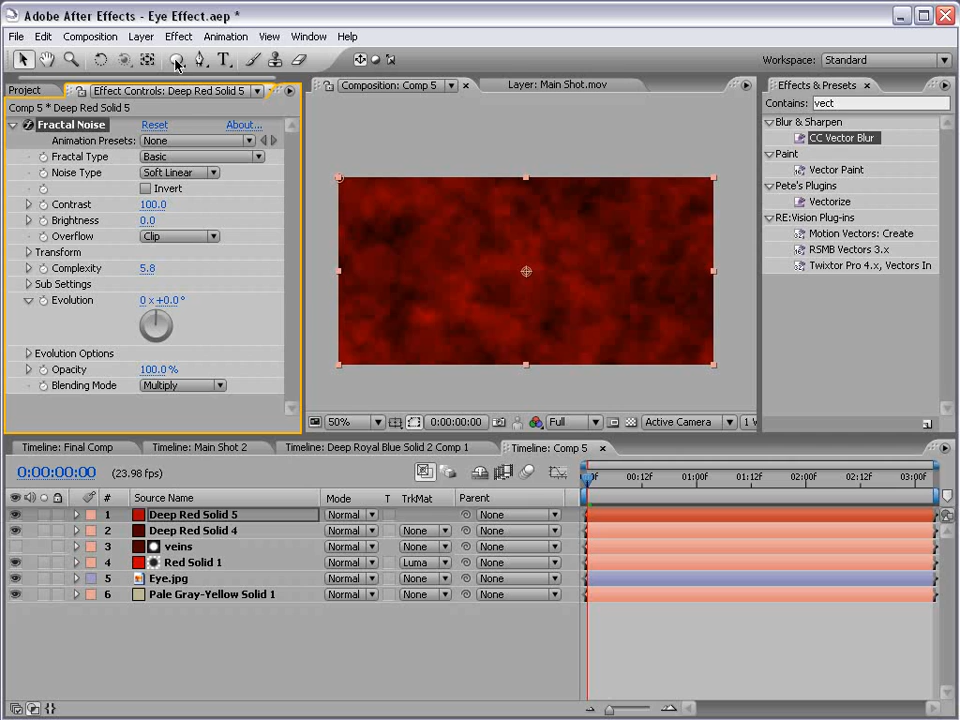 Adobe After Effects - Eye Effect.aep *
File Edit Composition Layer Effect Animation View Window Help
Workspace: Standard
Project Effect Controls: Deep Red Solid 5
Comp 5 * Deep Red Solid 5
Fractal Noise Reset About...
Animation Presets: None
Fractal Type Basic
Noise Type Soft Linear
Invert
Contrast 100.0
Brightness 0.0
Overflow Clip
Transform
Complexity 5.8
Sub Settings
Evolution 0 x +0.0 °
Evolution Options
Opacity 100.0 %
Blending Mode Multiply
Composition: Comp 5 Layer: Main Shot.mov
50% 0:00:00:00 Full Active Camera 1 V
Effects & Presets
Contains: vect
Blur & Sharpen
CC Vector Blur
Paint
Vector Paint
Pete's Plugins
Vectorize
RE:Vision Plug-ins
Motion Vectors: Create
RSMB Vectors 3.x
Twixtor Pro 4.x, Vectors In
Timeline: Final Comp Timeline: Main Shot 2 Timeline: Deep Royal Blue Solid 2 Comp 1 Timeline: Comp 5
0:00:00:00 (23.98 fps)
00:12f 01:00f 01:12f 02:00f 02:12f 03:00f
# Source Name Mode T TrkMat Parent
1 Deep Red Solid 5 Normal None
2 Deep Red Solid 4 Normal None None
3 veins Normal None None
4 Red Solid 1 Normal Luma None
5 Eye.jpg Normal None None
6 Pale Gray-Yellow Solid 1 Normal None None